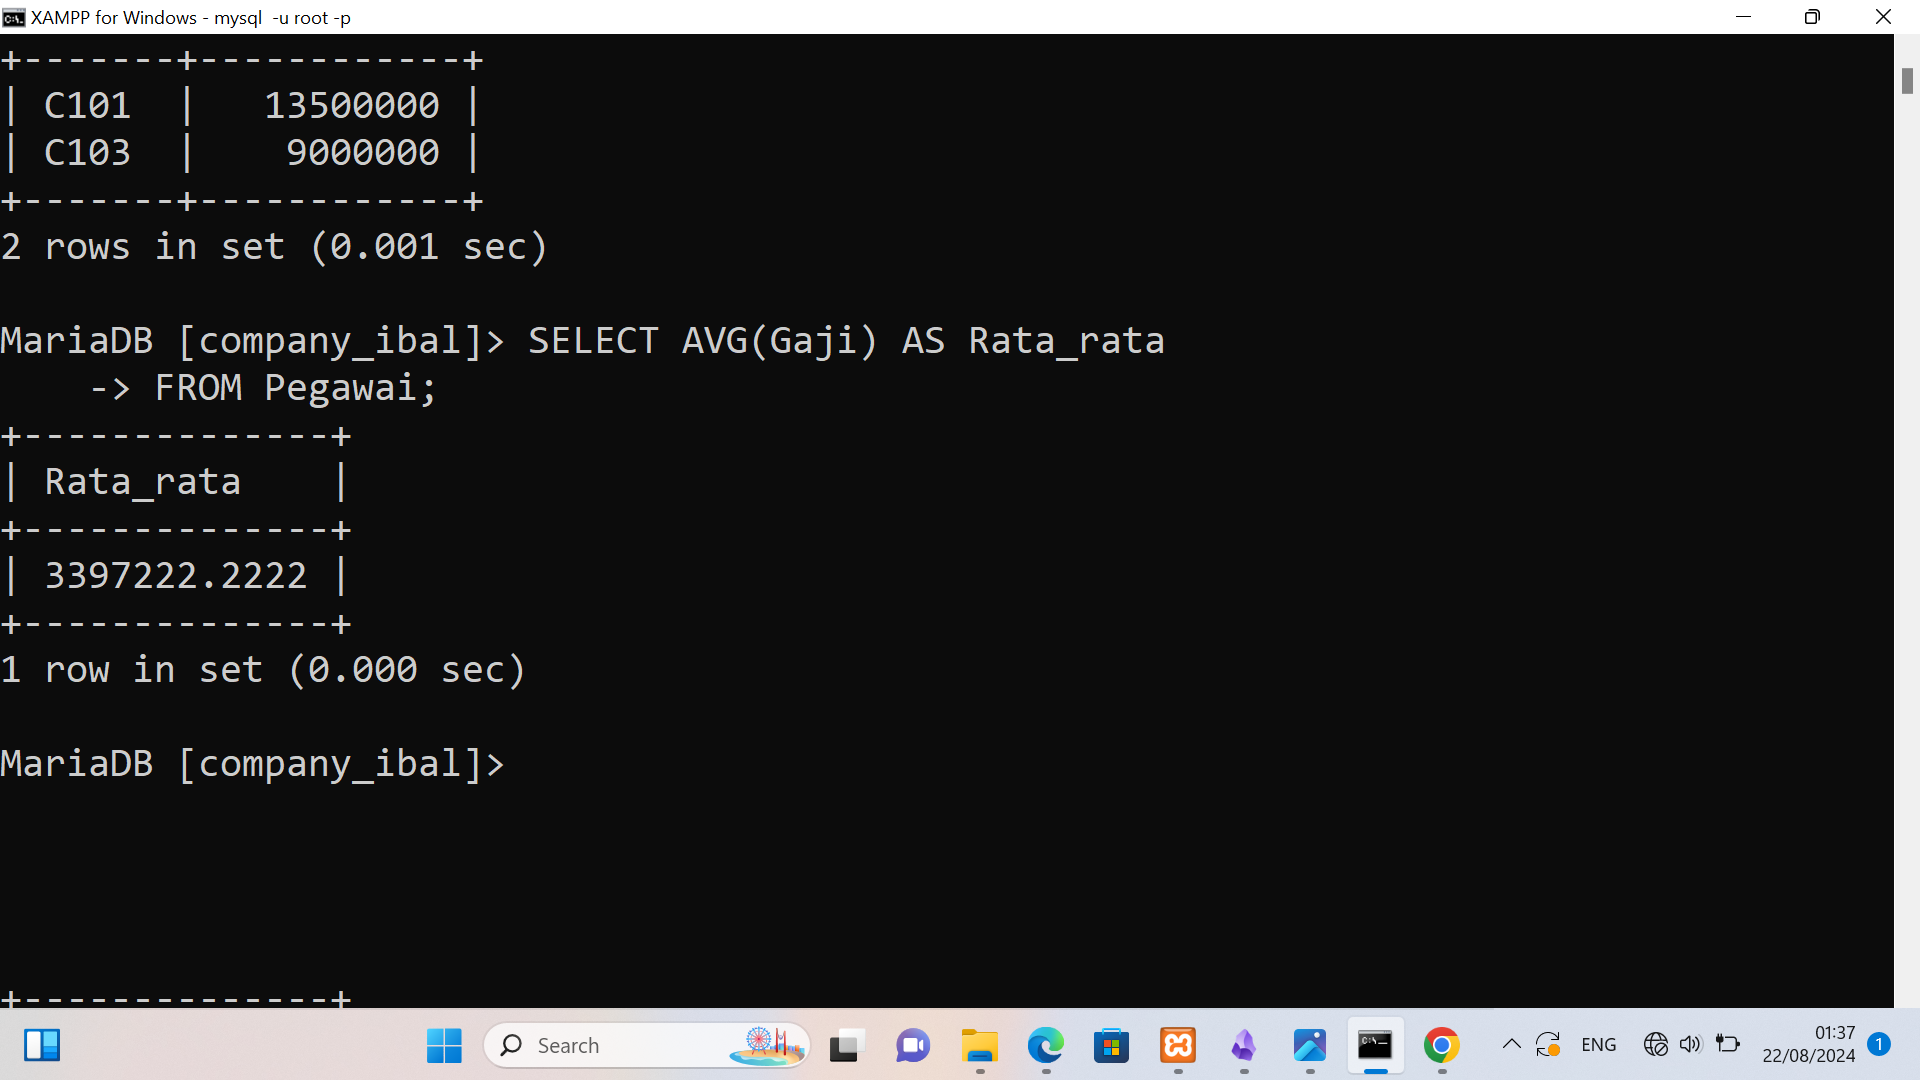 XAMPP for Windows - mysql  -u root -p
+-------+------------+
| C101  |   13500000 |
| C103  |    9000000 |
+-------+------------+
2 rows in set (0.001 sec)
MariaDB [company_ibal]> SELECT AVG(Gaji) AS Rata_rata
    -> FROM Pegawai;
+--------------+
| Rata_rata    |
+--------------+
| 3397222.2222 |
+--------------+
1 row in set (0.000 sec)
MariaDB [company_ibal]>
+--------------+
Search
ENG
01:37
22/08/2024
1